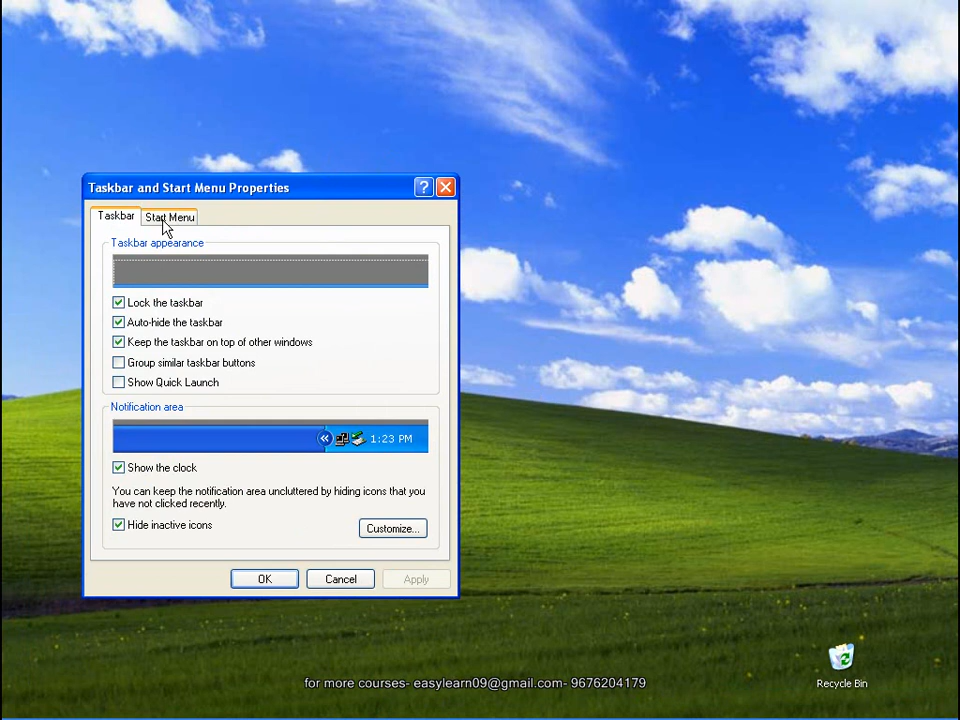 Taskbar and Start Menu Properties
Taskbar
Start Menu
Taskbar appearance
Lock the taskbar
Auto-hide the taskbar
Keep the taskbar on top of other windows
Group similar taskbar buttons
Show Quick Launch
Notification area
1:23 PM
Show the clock
You can keep the notification area uncluttered by hiding icons that you
have not clicked recently.
Hide inactive icons
Customize...
OK
Cancel
Apply
Recycle Bin
for more courses- easylearn09@gmail.com- 9676204179